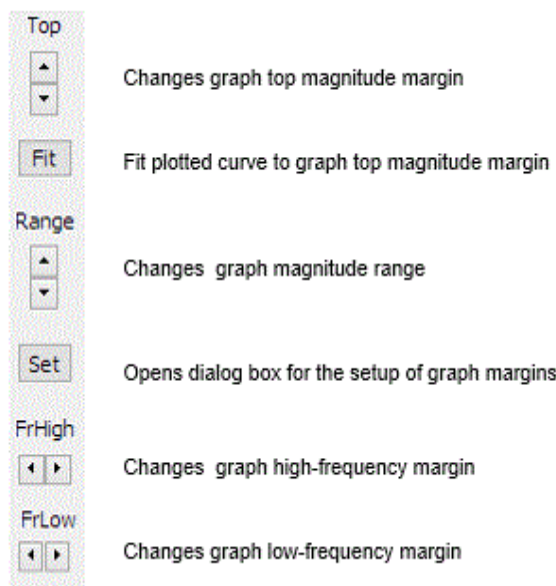 Top
Changes graph top magnitude margin
Fit
Fit plotted curve to graph top magnitude margin
Range
Changes graph magnitude range
Set
Opens dialog box for the setup of graph margins
FrHigh
Changes graph high-frequency margin
FrLow
Changes graph low-frequency margin